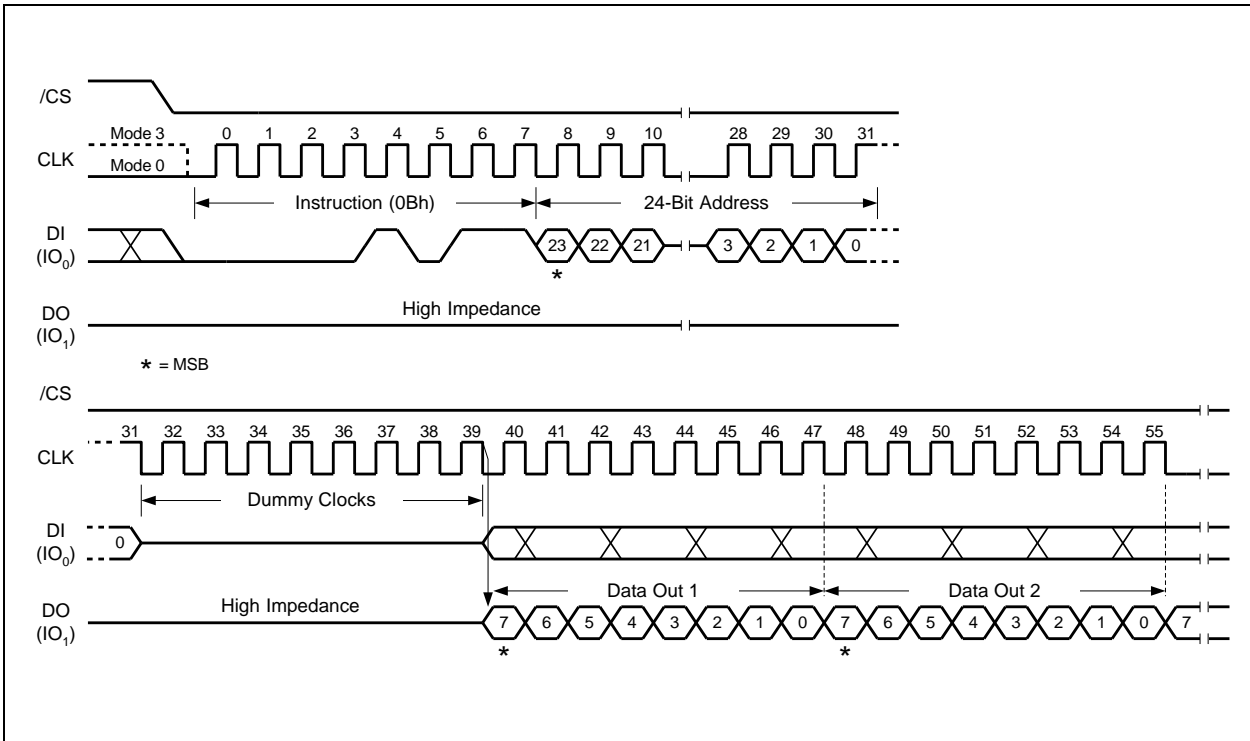 /CS
Mode 3
0 1 2 3 4 5 6 7 8 9 10 28 29 30 31
CLK
Mode 0
Instruction (0Bh) 24-Bit Address
DI
(IO0)
23 22 21 3 2 1 0
*
High Impedance
DO
(IO1)
* = MSB
/CS
31 32 33 34 35 36 37 38 39 40 41 42 43 44 45 46 47 48 49 50 51 52 53 54 55
CLK
Dummy Clocks
DI
(IO0)
0
Data Out 1 Data Out 2
High Impedance
DO
(IO1)
7 6 5 4 3 2 1 0 7 6 5 4 3 2 1 0 7
* *